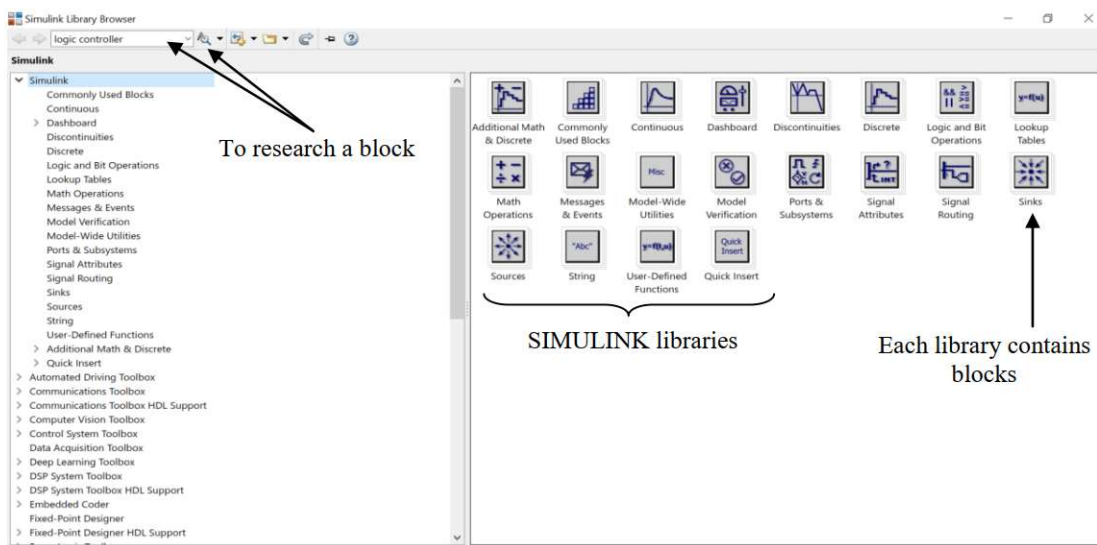 Simulink Library Browser
logic controller
Simulink
Simulink
Commonly Used Blocks
Continuous
Dashboard
Discontinuities
Discrete
Logic and Bit Operations
Lookup Tables
Math Operations
Messages & Events
Model Verification
Model-Wide Utilities
Ports & Subsystems
Signal Attributes
Signal Routing
Sinks
Sources
String
User-Defined Functions
Additional Math & Discrete
Quick Insert
Automated Driving Toolbox
Communications Toolbox
Communications Toolbox HDL Support
Computer Vision Toolbox
Control System Toolbox
Data Acquisition Toolbox
Deep Learning Toolbox
DSP System Toolbox
DSP System Toolbox HDL Support
Embedded Coder
Fixed-Point Designer
Fixed-Point Designer HDL Support
To research a block
&& >=
|| <=
y=f(u)
Additional Math
& Discrete
Commonly
Used Blocks
Continuous
Dashboard
Discontinuities
Discrete
Logic and Bit
Operations
Lookup
Tables
+ −
÷ ×
Misc
? INT
Math
Operations
Messages
& Events
Model-Wide
Utilities
Model
Verification
Ports &
Subsystems
Signal
Attributes
Signal
Routing
Sinks
"Abc"
y=f(t,u)
Quick
Insert
Sources
String
User-Defined
Functions
Quick Insert
SIMULINK libraries
Each library contains
blocks